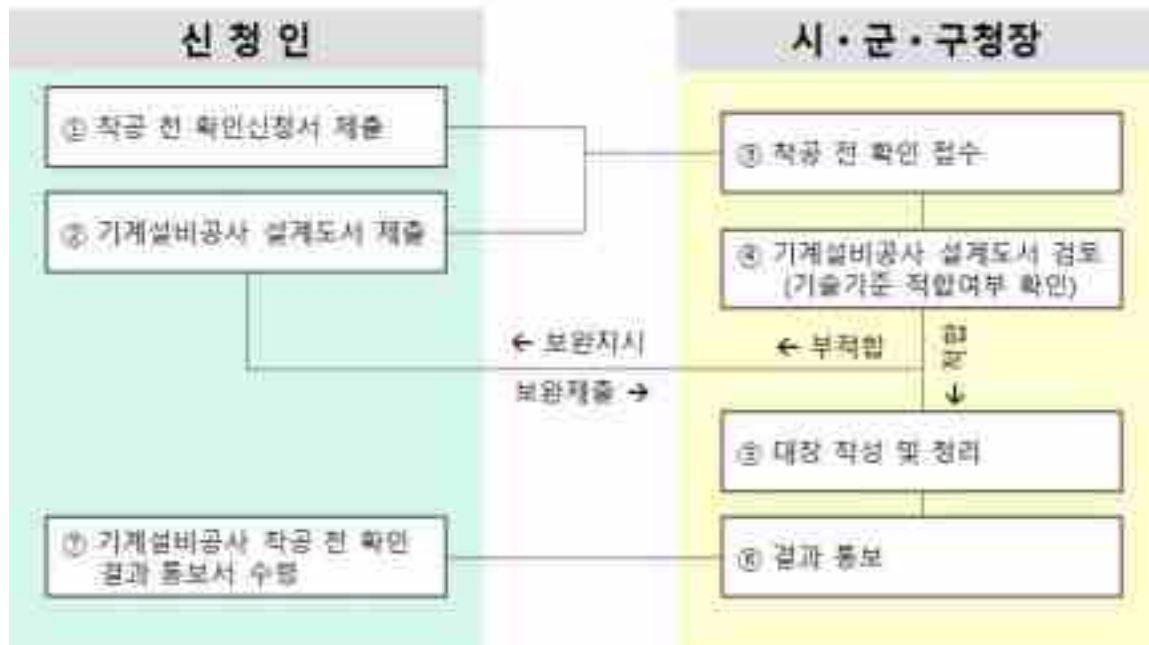 신 청 인
시 · 군 · 구청장
① 착공 전 확인신청서 제출
② 기계설비공사 설계도서 제출
③ 착공 전 확인 접수
④ 기계설비공사 설계도서 검토
(기술기준 적합여부 확인)
← 보완지시
보완제출 →
← 부적합
적합
↓
⑤ 대장 작성 및 정리
⑥ 결과 통보
⑦ 기계설비공사 착공 전 확인
결과 통보서 수령